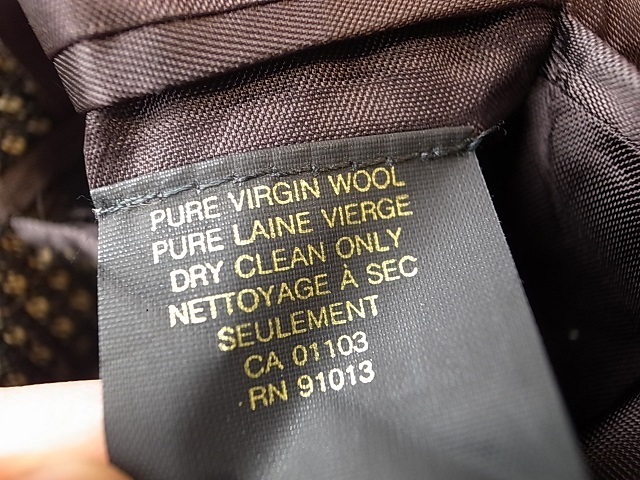 PURE VIRGIN WOOL
PURE LAINE VIERGE
DRY CLEAN ONLY
NETTOYAGE À SEC
SEULEMENT
CA 01103
RN 91013